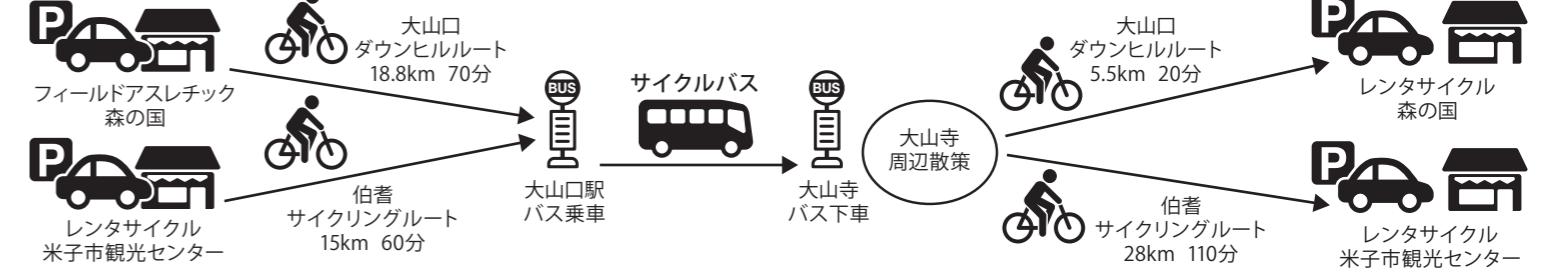 P
大山口
ダウンヒルルート
18.8km 70分
フィールドアスレチック
森の国
P
レンタサイクル
米子市観光センター
伯耆
サイクリングルート
15km 60分
BUS
大山口駅
バス乗車
サイクルバス
BUS
大山寺
バス下車
大山寺
周辺散策
大山口
ダウンヒルルート
5.5km 20分
P
レンタサイクル
森の国
伯耆
サイクリングルート
28km 110分
P
レンタサイクル
米子市観光センター